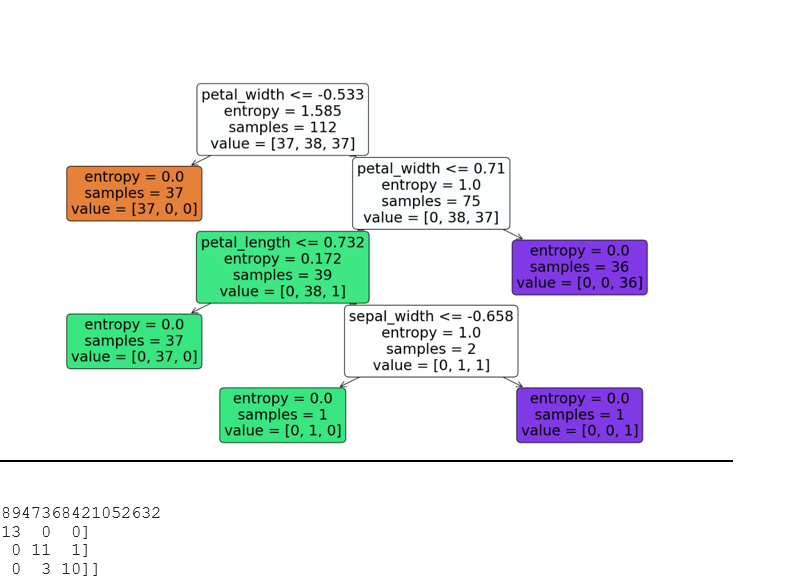 petal_width <= -0.533
entropy = 1.585
samples = 112
value = [37, 38, 37]
entropy = 0.0
samples = 37
value = [37, 0, 0]
petal_width <= 0.71
entropy = 1.0
samples = 75
value = [0, 38, 37]
petal_length <= 0.732
entropy = 0.172
samples = 39
value = [0, 38, 1]
entropy = 0.0
samples = 36
value = [0, 0, 36]
entropy = 0.0
samples = 37
value = [0, 37, 0]
sepal_width <= -0.658
entropy = 1.0
samples = 2
value = [0, 1, 1]
entropy = 0.0
samples = 1
value = [0, 1, 0]
entropy = 0.0
samples = 1
value = [0, 0, 1]
8947368421052632
13  0  0]
 0 11  1]
 0  3 10]]